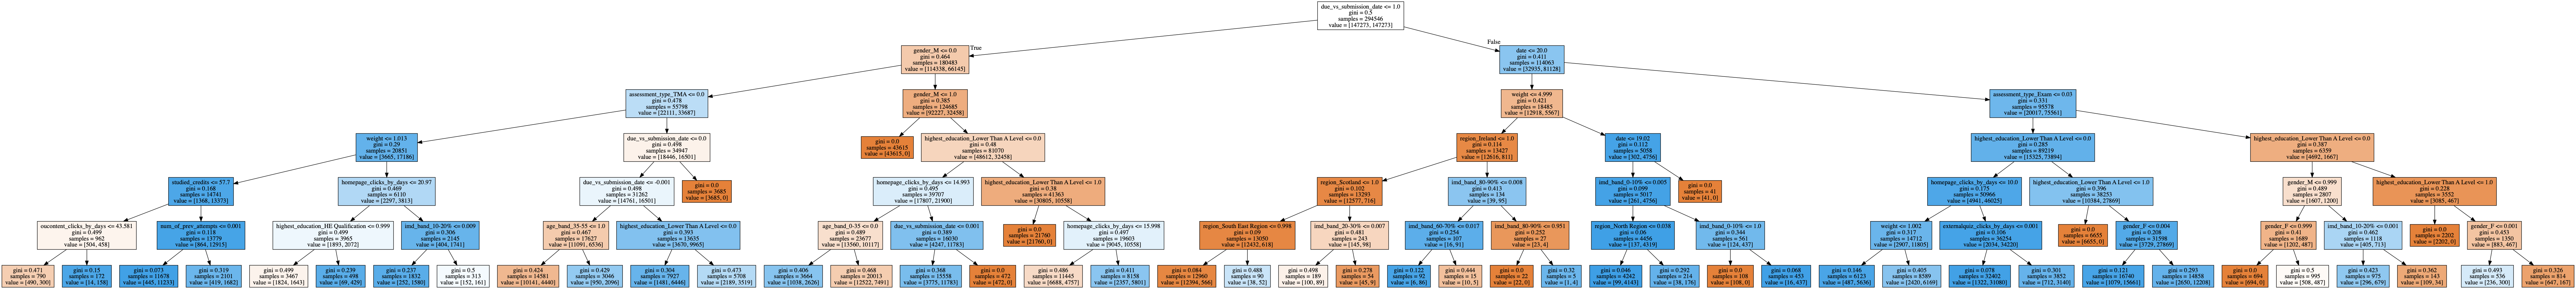 due_vs_submission_date <= 1.0
gini = 0.5
samples = 294546
value = [147273, 147273]
True
False
gender_M <= 0.0
gini = 0.464
samples = 180483
value = [114338, 66145]
date <= 20.0
gini = 0.411
samples = 114063
value = [32935, 81128]
assessment_type_TMA <= 0.0
gini = 0.478
samples = 55798
value = [22111, 33687]
gender_M <= 1.0
gini = 0.385
samples = 124685
value = [92227, 32458]
weight <= 4.999
gini = 0.421
samples = 18485
value = [12918, 5567]
assessment_type_Exam <= 0.03
gini = 0.331
samples = 95578
value = [20017, 75561]
weight <= 1.013
gini = 0.29
samples = 20851
value = [3665, 17186]
due_vs_submission_date <= 0.0
gini = 0.498
samples = 34947
value = [18446, 16501]
gini = 0.0
samples = 43615
value = [43615, 0]
highest_education_Lower Than A Level <= 0.0
gini = 0.48
samples = 81070
value = [48612, 32458]
region_Ireland <= 1.0
gini = 0.114
samples = 13427
value = [12616, 811]
date <= 19.02
gini = 0.112
samples = 5058
value = [302, 4756]
highest_education_Lower Than A Level <= 0.0
gini = 0.285
samples = 89219
value = [15325, 73894]
highest_education_Lower Than A Level <= 0.0
gini = 0.387
samples = 6359
value = [4692, 1667]
studied_credits <= 57.7
gini = 0.168
samples = 14741
value = [1368, 13373]
homepage_clicks_by_days <= 20.97
gini = 0.469
samples = 6110
value = [2297, 3813]
due_vs_submission_date <= -0.001
gini = 0.498
samples = 31262
value = [14761, 16501]
gini = 0.0
samples = 3685
value = [3685, 0]
homepage_clicks_by_days <= 14.993
gini = 0.495
samples = 39707
value = [17807, 21900]
highest_education_Lower Than A Level <= 1.0
gini = 0.38
samples = 41363
value = [30805, 10558]
region_Scotland <= 1.0
gini = 0.102
samples = 13293
value = [12577, 716]
imd_band_80-90% <= 0.008
gini = 0.413
samples = 134
value = [39, 95]
imd_band_0-10% <= 0.005
gini = 0.099
samples = 5017
value = [261, 4756]
gini = 0.0
samples = 41
value = [41, 0]
homepage_clicks_by_days <= 10.0
gini = 0.175
samples = 50966
value = [4941, 46025]
highest_education_Lower Than A Level <= 1.0
gini = 0.396
samples = 38253
value = [10384, 27869]
gender_M <= 0.999
gini = 0.489
samples = 2807
value = [1607, 1200]
highest_education_Lower Than A Level <= 1.0
gini = 0.228
samples = 3552
value = [3085, 467]
oucontent_clicks_by_days <= 43.581
gini = 0.499
samples = 962
value = [504, 458]
num_of_prev_attempts <= 0.001
gini = 0.118
samples = 13779
value = [864, 12915]
highest_education_HE Qualification <= 0.999
gini = 0.499
samples = 3965
value = [1893, 2072]
imd_band_10-20% <= 0.009
gini = 0.306
samples = 2145
value = [404, 1741]
age_band_35-55 <= 1.0
gini = 0.467
samples = 17627
value = [11091, 6536]
highest_education_Lower Than A Level <= 0.0
gini = 0.393
samples = 13635
value = [3670, 9965]
age_band_0-35 <= 0.0
gini = 0.489
samples = 23677
value = [13560, 10117]
due_vs_submission_date <= 0.001
gini = 0.389
samples = 16030
value = [4247, 11783]
gini = 0.0
samples = 21760
value = [21760, 0]
homepage_clicks_by_days <= 15.998
gini = 0.497
samples = 19603
value = [9045, 10558]
region_South East Region <= 0.998
gini = 0.09
samples = 13050
value = [12432, 618]
imd_band_20-30% <= 0.007
gini = 0.481
samples = 243
value = [145, 98]
imd_band_60-70% <= 0.017
gini = 0.254
samples = 107
value = [16, 91]
imd_band_80-90% <= 0.951
gini = 0.252
samples = 27
value = [23, 4]
region_North Region <= 0.038
gini = 0.06
samples = 4456
value = [137, 4319]
imd_band_0-10% <= 1.0
gini = 0.344
samples = 561
value = [124, 437]
weight <= 1.002
gini = 0.317
samples = 14712
value = [2907, 11805]
externalquiz_clicks_by_days <= 0.001
gini = 0.106
samples = 36254
value = [2034, 34220]
gini = 0.0
samples = 6655
value = [6655, 0]
gender_F <= 0.004
gini = 0.208
samples = 31598
value = [3729, 27869]
gender_F <= 0.999
gini = 0.41
samples = 1689
value = [1202, 487]
imd_band_10-20% <= 0.001
gini = 0.462
samples = 1118
value = [405, 713]
gini = 0.0
samples = 2202
value = [2202, 0]
gender_F <= 0.001
gini = 0.453
samples = 1350
value = [883, 467]
gini = 0.471
samples = 790
value = [490, 300]
gini = 0.15
samples = 172
value = [14, 158]
gini = 0.073
samples = 11678
value = [445, 11233]
gini = 0.319
samples = 2101
value = [419, 1682]
gini = 0.499
samples = 3467
value = [1824, 1643]
gini = 0.239
samples = 498
value = [69, 429]
gini = 0.237
samples = 1832
value = [252, 1580]
gini = 0.5
samples = 313
value = [152, 161]
gini = 0.424
samples = 14581
value = [10141, 4440]
gini = 0.429
samples = 3046
value = [950, 2096]
gini = 0.304
samples = 7927
value = [1481, 6446]
gini = 0.473
samples = 5708
value = [2189, 3519]
gini = 0.406
samples = 3664
value = [1038, 2626]
gini = 0.468
samples = 20013
value = [12522, 7491]
gini = 0.368
samples = 15558
value = [3775, 11783]
gini = 0.0
samples = 472
value = [472, 0]
gini = 0.486
samples = 11445
value = [6688, 4757]
gini = 0.411
samples = 8158
value = [2357, 5801]
gini = 0.084
samples = 12960
value = [12394, 566]
gini = 0.488
samples = 90
value = [38, 52]
gini = 0.498
samples = 189
value = [100, 89]
gini = 0.278
samples = 54
value = [45, 9]
gini = 0.122
samples = 92
value = [6, 86]
gini = 0.444
samples = 15
value = [10, 5]
gini = 0.0
samples = 22
value = [22, 0]
gini = 0.32
samples = 5
value = [1, 4]
gini = 0.046
samples = 4242
value = [99, 4143]
gini = 0.292
samples = 214
value = [38, 176]
gini = 0.0
samples = 108
value = [108, 0]
gini = 0.068
samples = 453
value = [16, 437]
gini = 0.146
samples = 6123
value = [487, 5636]
gini = 0.405
samples = 8589
value = [2420, 6169]
gini = 0.078
samples = 32402
value = [1322, 31080]
gini = 0.301
samples = 3852
value = [712, 3140]
gini = 0.121
samples = 16740
value = [1079, 15661]
gini = 0.293
samples = 14858
value = [2650, 12208]
gini = 0.0
samples = 694
value = [694, 0]
gini = 0.5
samples = 995
value = [508, 487]
gini = 0.423
samples = 975
value = [296, 679]
gini = 0.362
samples = 143
value = [109, 34]
gini = 0.493
samples = 536
value = [236, 300]
gini = 0.326
samples = 814
value = [647, 167]